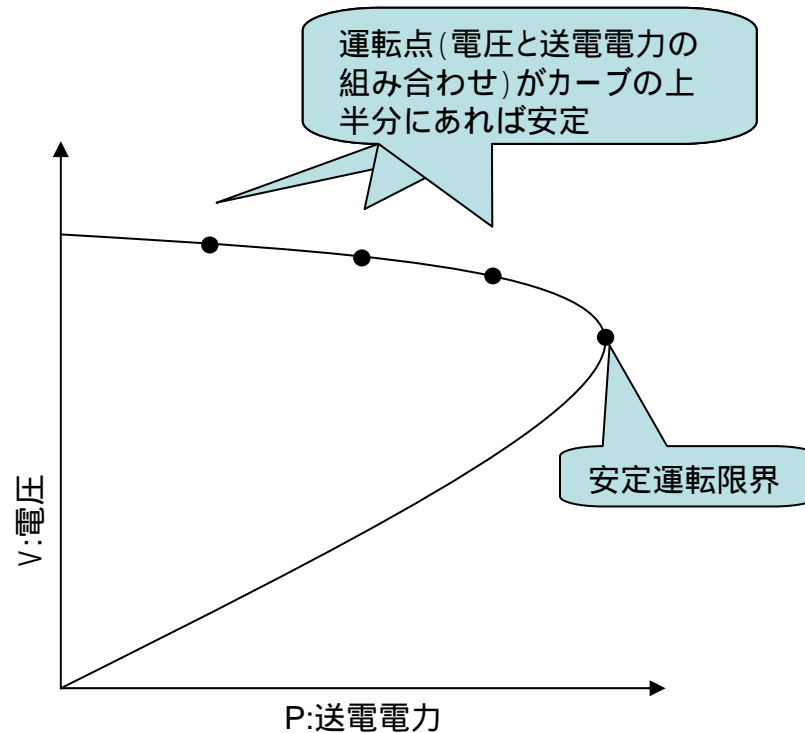 運転点(電圧と送電電力の
組み合わせ)がカーブの上
半分にあれば安定
安定運転限界
V:電圧
P:送電電力